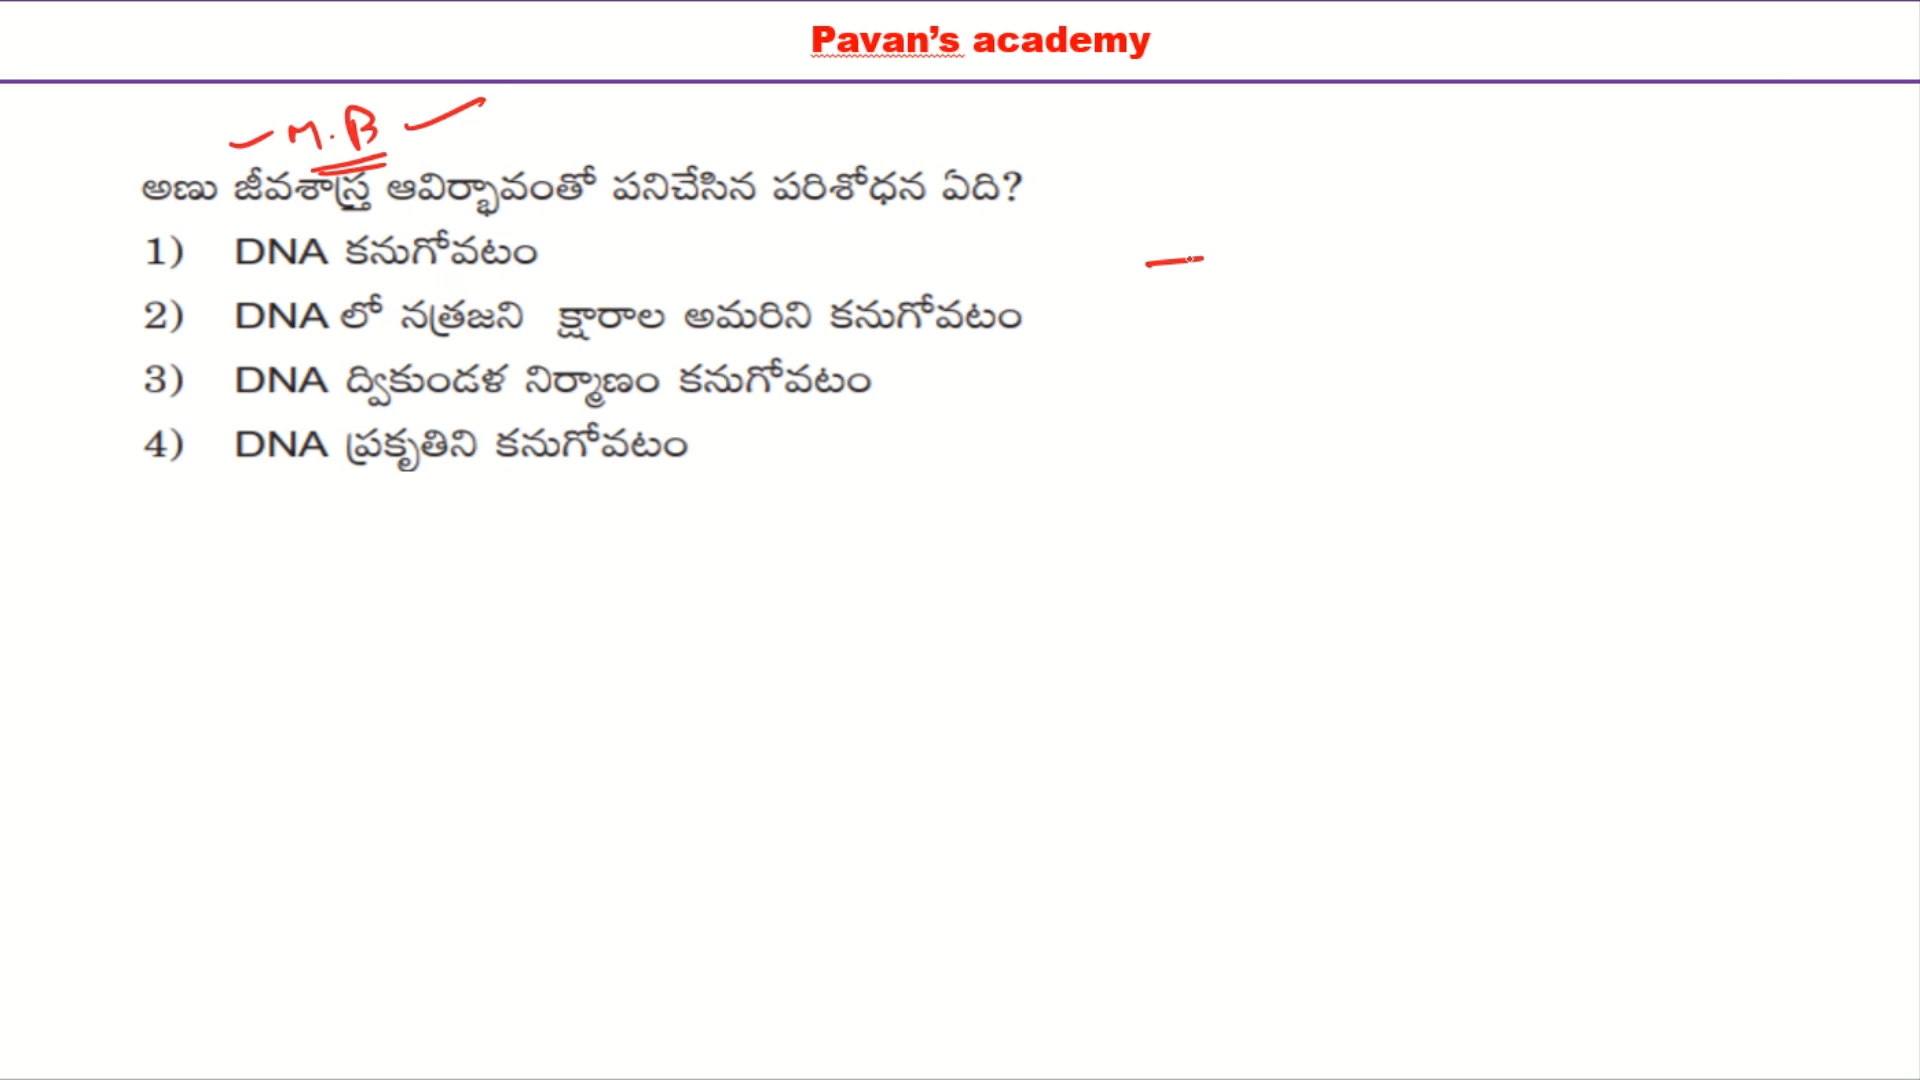 Pavan’s academy
M.B
అణు జీవశాస్త్ర ఆవిర్భావంతో పనిచేసిన పరిశోధన ఏది?
1) DNA కనుగోవటం
2) DNA లో నత్రజని క్షారాల అమరిని కనుగోవటం
3) DNA ద్వికుండళ నిర్మాణం కనుగోవటం
4) DNA ప్రకృతిని కనుగోవటం